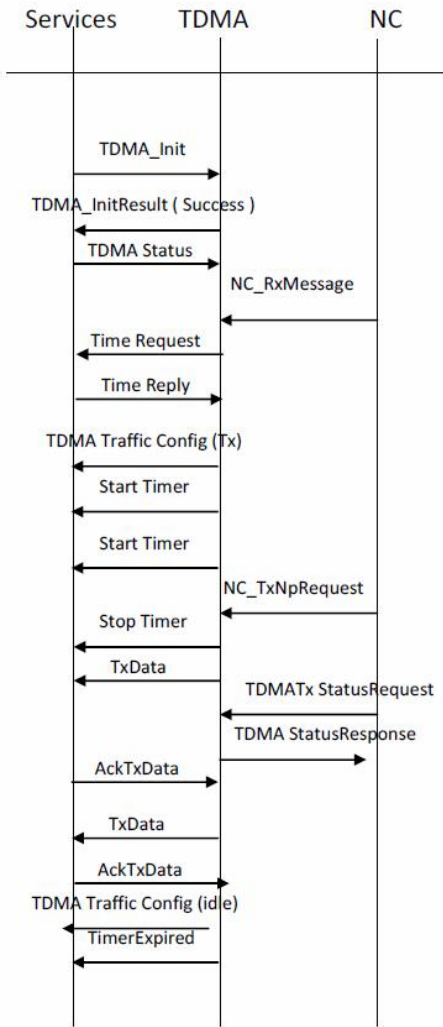 Services TDMA NC
TDMA_Init
TDMA_InitResult ( Success )
TDMA Status
NC_RxMessage
Time Request
Time Reply
TDMA Traffic Config (Tx)
Start Timer
Start Timer
NC_TxNpRequest
Stop Timer
TxData
TDMATx StatusRequest
TDMA StatusResponse
AckTxData
TxData
AckTxData
TDMA Traffic Config (idle)
TimerExpired